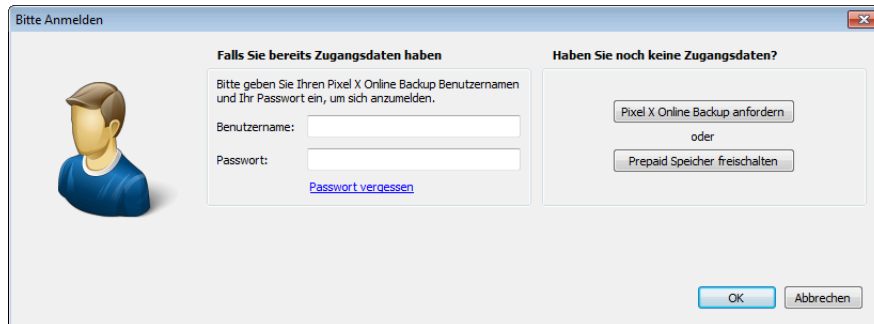 Bitte Anmelden
Falls Sie bereits Zugangsdaten haben
Bitte geben Sie Ihren Pixel X Online Backup Benutzernamen
und Ihr Passwort ein, um sich anzumelden.
Benutzername:
Passwort:
Passwort vergessen
Haben Sie noch keine Zugangsdaten?
Pixel X Online Backup anfordern
oder
Prepaid Speicher freischalten
OK
Abbrechen